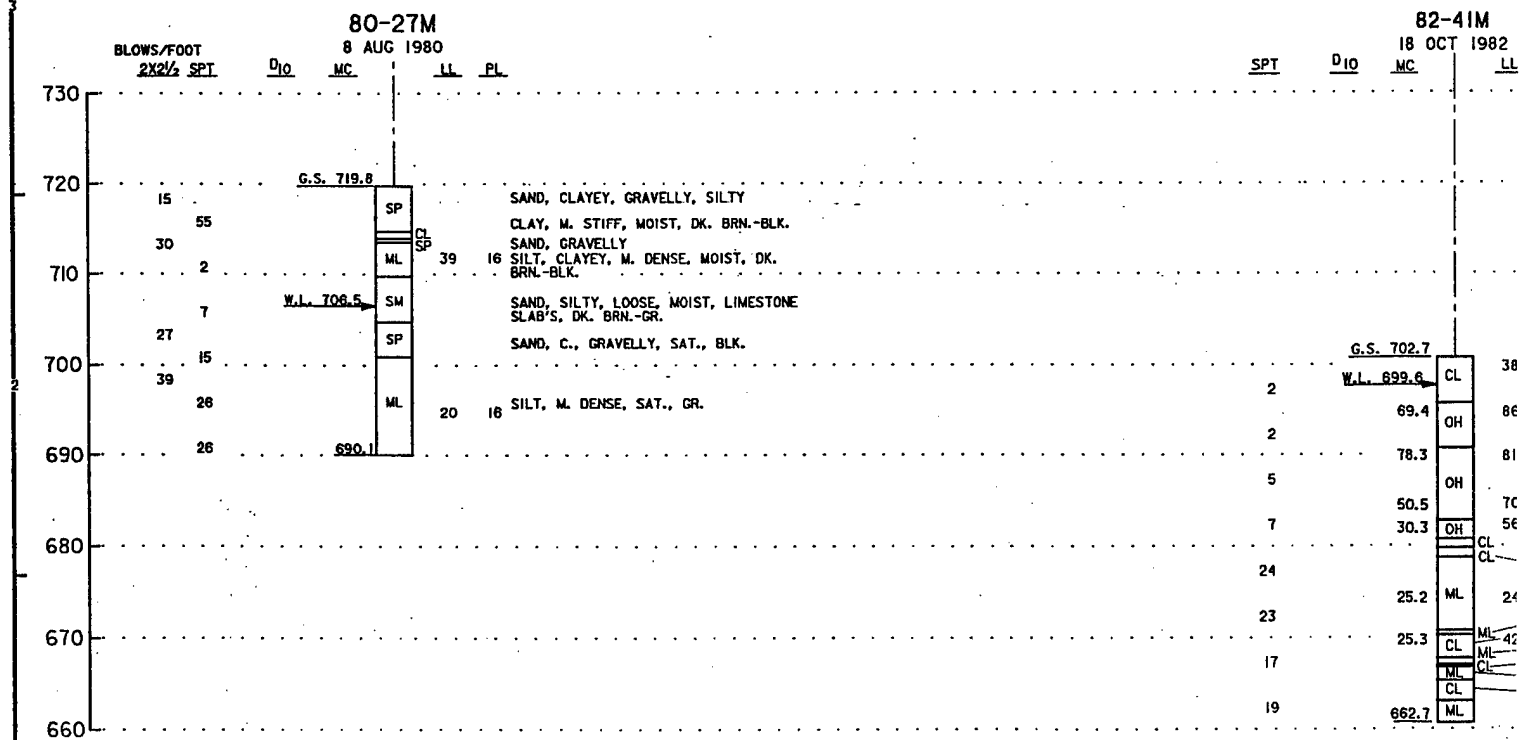 80-27M
8 AUG 1980
BLOWS/FOOT
2X2½ SPT D10 MC LL PL
82-41M
18 OCT 1982
SPT D10 MC LL
730
720
G.S. 719.8
15
SP
SAND, CLAYEY, GRAVELLY, SILTY
55
CLAY, M. STIFF, MOIST, DK. BRN.-BLK.
CL
30
SP
SAND, GRAVELLY
ML 39 16 SILT, CLAYEY, M. DENSE, MOIST, DK.
BRN.-BLK.
2
710
W.L. 706.5
SM
SAND, SILTY, LOOSE, MOIST, LIMESTONE
SLAB'S, DK. BRN.-GR.
7
27
SP
SAND, C., GRAVELLY, SAT., BLK.
15
700
39
26
ML
20 16 SILT, M. DENSE, SAT., GR.
26
690.1
690
G.S. 702.7
W.L. 699.6
CL
38
2
69.4
OH
86
2
78.3
81
5
OH
50.5
70
7
30.3
OH
56
680
CL
CL
24
25.2
ML
24
23
670
25.3
ML
CL
42
ML
17
CL
ML
CL
19
662.7
ML
660
3
2